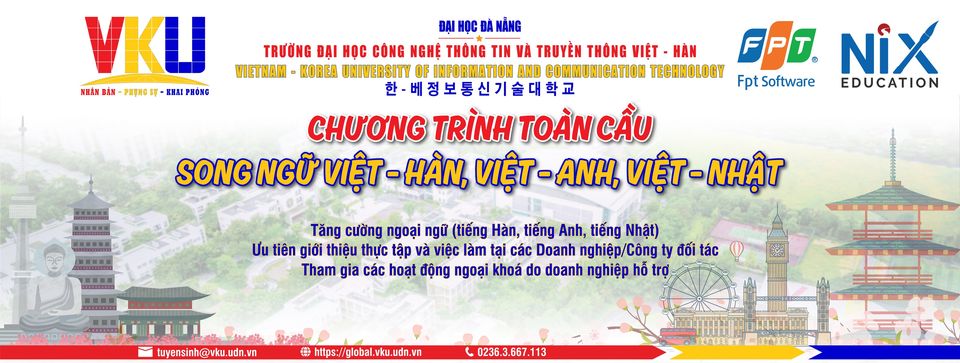 VKU
NHÂN BẢN - PHỤNG SỰ - KHAI PHÓNG
ĐẠI HỌC ĐÀ NẴNG
TRƯỜNG ĐẠI HỌC CÔNG NGHỆ THÔNG TIN VÀ TRUYỀN THÔNG VIỆT - HÀN
VIETNAM - KOREA UNIVERSITY OF INFORMATION AND COMMUNICATION TECHNOLOGY
한-베정보통신기술대학교
FPT
Fpt Software
NIX
EDUCATION
CHƯƠNG TRÌNH TOÀN CẦU
SONG NGỮ VIỆT - HÀN, VIỆT - ANH, VIỆT - NHẬT
Tăng cường ngoại ngữ (tiếng Hàn, tiếng Anh, tiếng Nhật)
Ưu tiên giới thiệu thực tập và việc làm tại các Doanh nghiệp/Công ty đối tác
Tham gia các hoạt động ngoại khoá do doanh nghiệp hỗ trợ
tuyensinh@vku.udn.vn
https://global.vku.udn.vn
0236.3.667.113